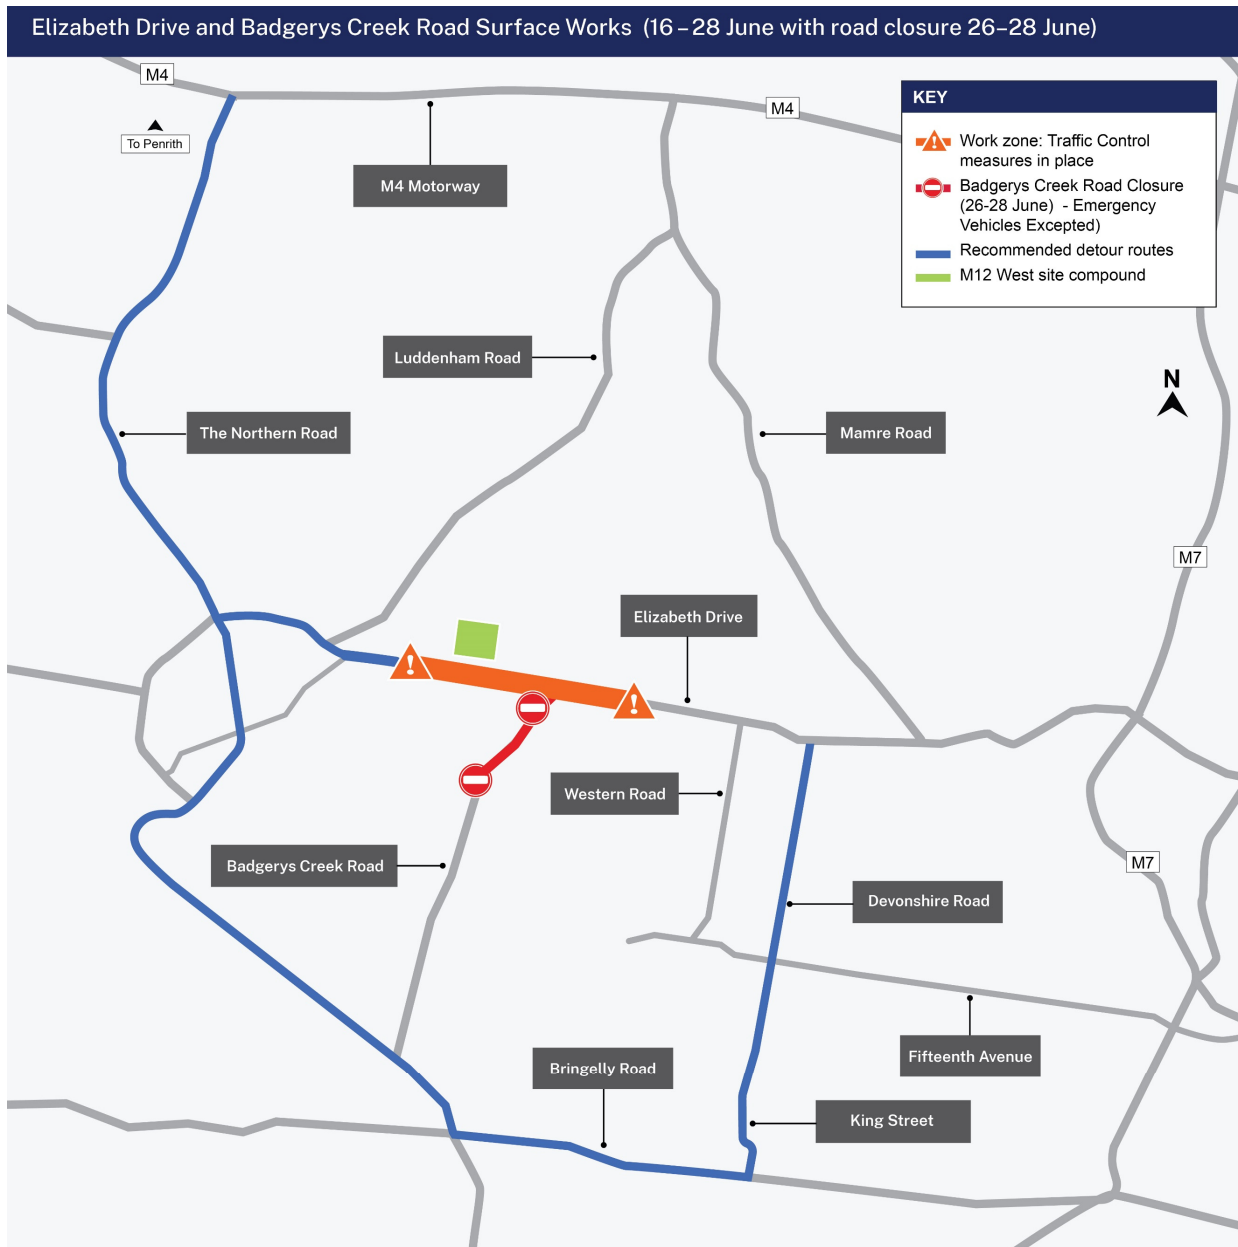 Elizabeth Drive and Badgerys Creek Road Surface Works (16–28 June with road closure 26–28 June)
M4
To Penrith
M4 Motorway
M4
KEY
Work zone: Traffic Control
measures in place
Badgerys Creek Road Closure
(26-28 June) - Emergency
Vehicles Excepted)
Recommended detour routes
M12 West site compound
Luddenham Road
N
The Northern Road
Mamre Road
M7
Elizabeth Drive
Western Road
Badgerys Creek Road
M7
Devonshire Road
Fifteenth Avenue
Bringelly Road
King Street